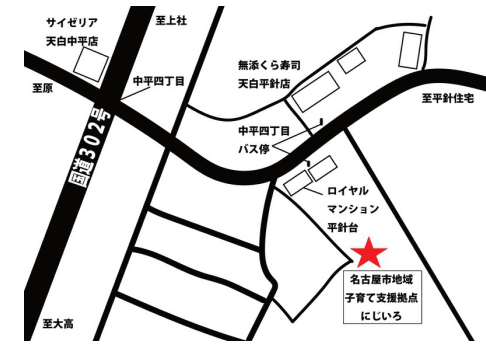 サイゼリア
天白中平店
至上社
至原
中平四丁目
無添くら寿司
天白平針店
至平針住宅
国道302号
中平四丁目
バス停
ロイヤル
マンション
平針台
名古屋市地域
子育て支援拠点
にじいろ
至大高